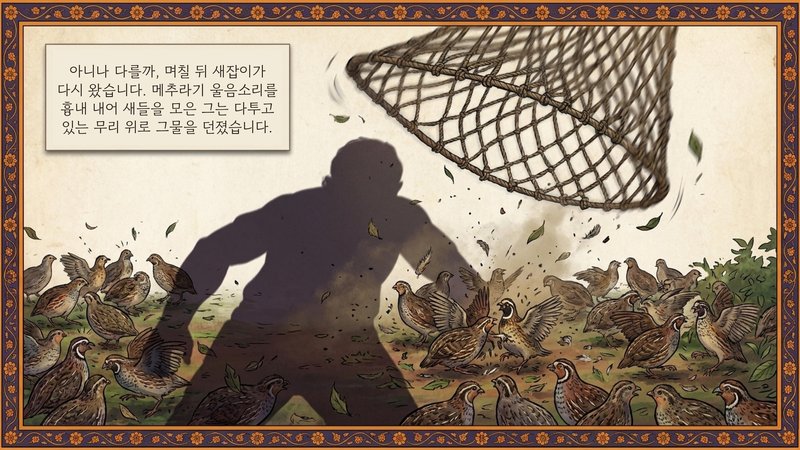 아니나 다를까, 며칠 뒤 새잡이가
다시 왔습니다. 메추라기 울음소리를
흉내 내어 새들을 모은 그는 다투고
있는 무리 위로 그물을 던졌습니다.